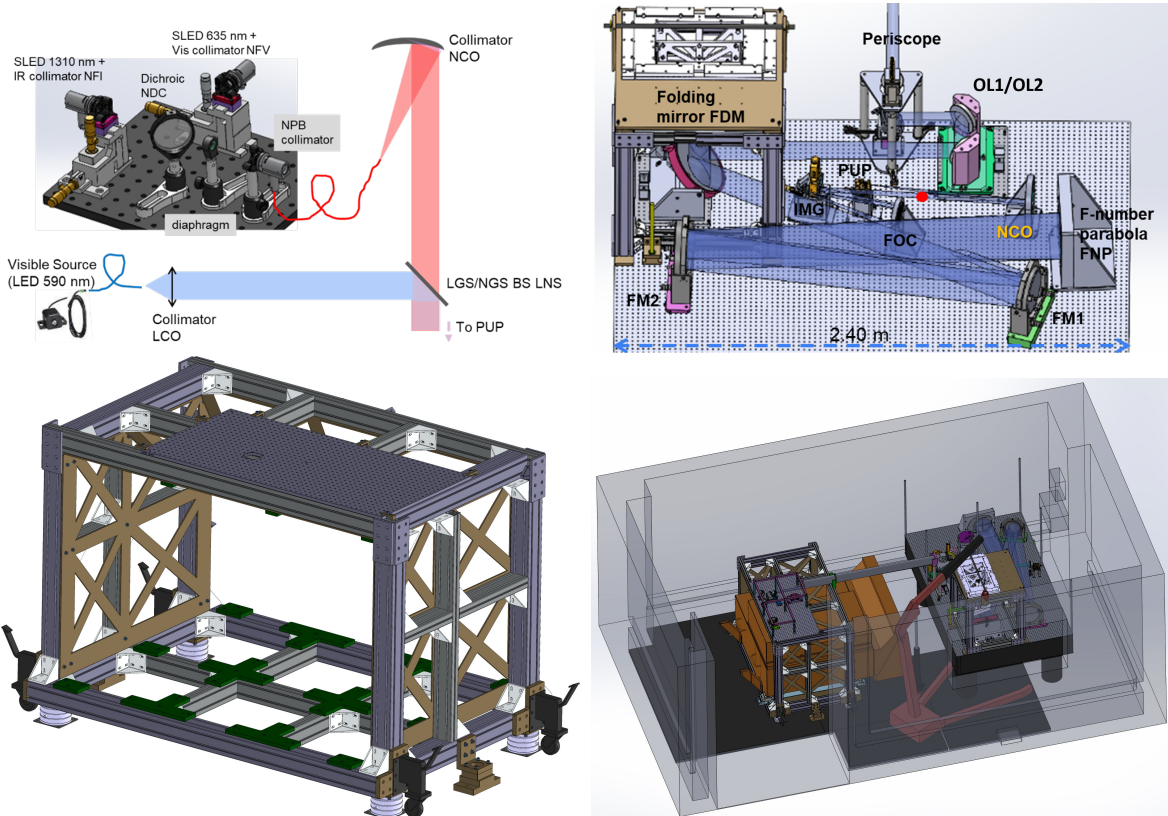 SLED 635 nm +
Vis collimator NFV
SLED 1310 nm +
IR collimator NFI
Dichroic
NDC
NPB
collimator
diaphragm
Collimator
NCO
Visible Source
(LED 590 nm)
Collimator
LCO
LGS/NGS BS LNS
To PUP
Periscope
OL1/OL2
Folding
mirror FDM
PUP
IMG
FOC
NCO
F-number
parabola
FNP
FM2
FM1
2.40 m